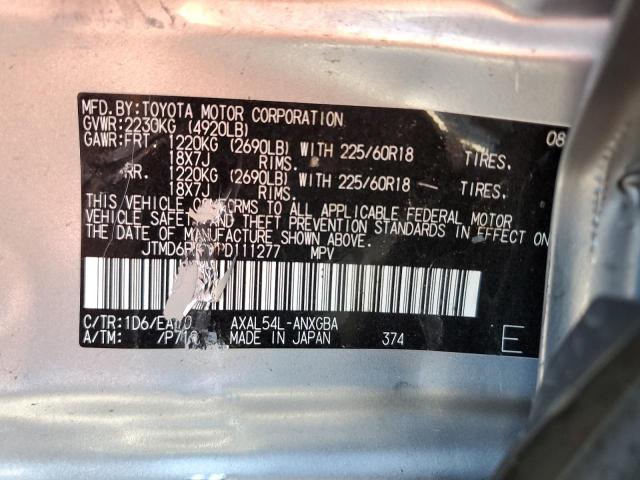 MFD. BY: TOYOTA MOTOR CORPORATION 08
GVWR: 2230KG (4920LB)
GAWR: FRT. 1220KG (2690LB) WITH 225/60R18 TIRES.
18X7J RIMS.
RR. 1220KG (2690LB) WITH 225/60R18 — TIRES.
18X7J RIMS.
THIS VEHICLE CONFORMS TO ALL APPLICABLE FEDERAL MOTOR
VEHICLE SAFETY AND THEFT PREVENTION STANDARDS IN EFFECT ON
THE DATE OF MANUFACTURE SHOWN ABOVE.
MPV
C/TR: 1D6/ AXAL54L-ANXGBA
A/TM: MADE IN JAPAN 374 E